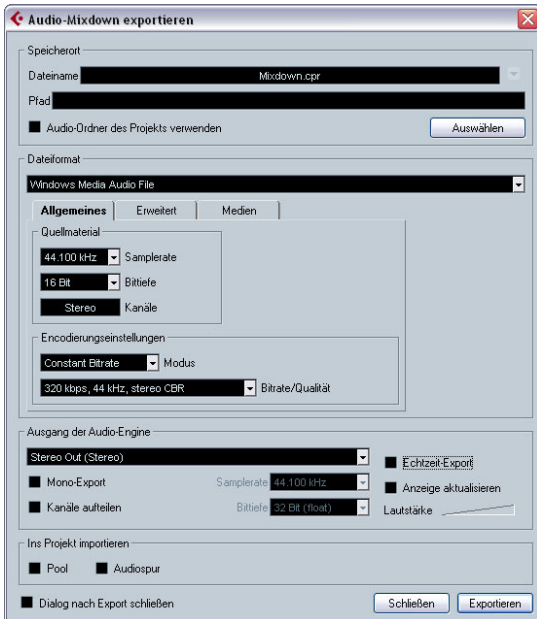 Audio-Mixdown exportieren
Speicherort
Dateiname Mixdown.cpr
Pfad
Audio-Ordner des Projekts verwenden Auswählen
Dateiformat
Windows Media Audio File
Allgemeines Erweitert Medien
Quellmaterial
44.100 kHz Samplerate
16 Bit Bittiefe
Stereo Kanäle
Encodierungseinstellungen
Constant Bitrate Modus
320 kbps, 44 kHz, stereo CBR Bitrate/Qualität
Ausgang der Audio-Engine
Stereo Out (Stereo) Echtzeit-Export
Mono-Export Samplerate 44.100 kHz Anzeige aktualisieren
Kanäle aufteilen Bittiefe 32 Bit (float) Lautstärke
Ins Projekt importieren
Pool Audiospur
Dialog nach Export schließen Schließen Exportieren